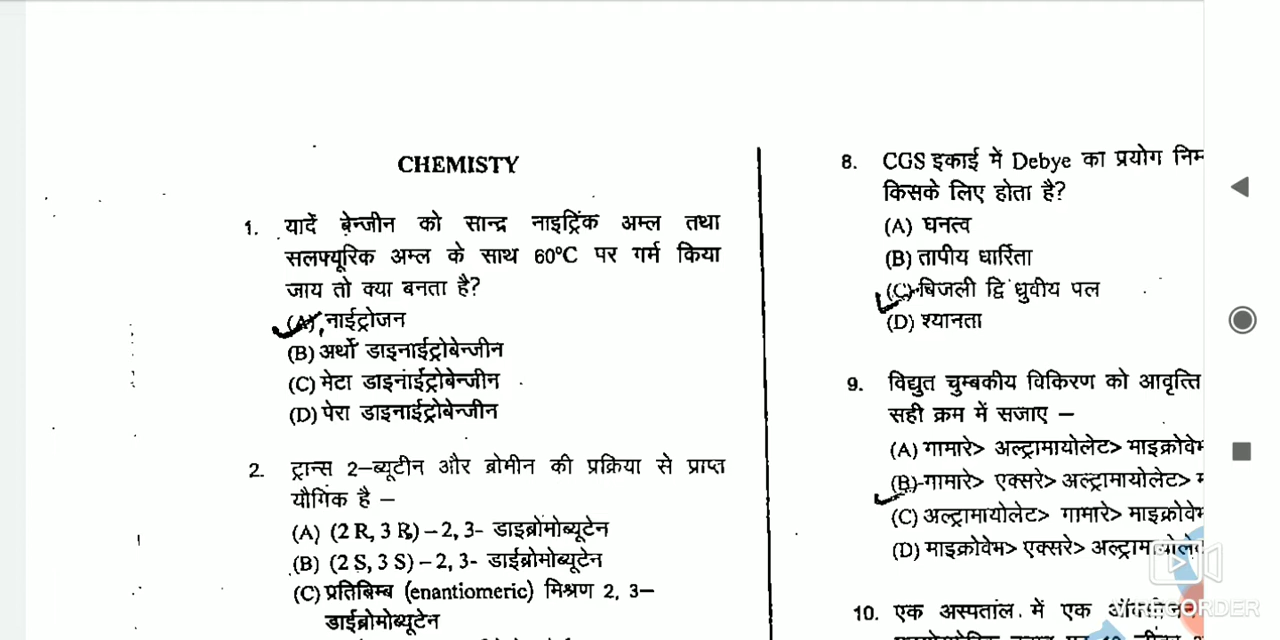 CHEMISTY
1. यादें बेन्जीन को सान्द्र नाइट्रिंक अम्ल तथा
सलफ्यूरिक अम्ल के साथ 60°C पर गर्म किया
जाय तो क्या बनता है?
(A) नाईट्रोजन
(B) अर्थो डाइनाईट्रोबेन्जीन
(C) मेटा डाइनाईट्रोबेन्जीन
(D) पेरा डाइनाईट्रोबेन्जीन
2. ट्रान्स 2–ब्यूटीन और ब्रोमीन की प्रक्रिया से प्राप्त
यौगिंक है –
(A) (2 R, 3 R) – 2, 3- डाइब्रोमोब्यूटेन
(B) (2 S, 3 S) – 2, 3- डाईब्रोमोब्यूटेन
(C) प्रतिबिम्ब (enantiomeric) मिश्रण 2, 3–
डाईब्रोमोब्यूटेन
8. CGS इकाई में Debye का प्रयोग निम
किसके लिए होता है?
(A) घनत्व
(B) तापीय धार्रिता
(C) बिजली द्वि ध्रुवीय पल
(D) श्यानता
9. विद्युत चुम्बकीय विकिरण को आवृत्ति
सही क्रम में सजाए –
(A) गामारे> अल्ट्रामायोलेट> माइक्रोवेभ
(B) गामारे> एक्सरे> अल्ट्रामायोलेट> म
(C) अल्ट्रामायोलेट> गामारे> माइक्रोवेभ
(D) माइक्रोवेभ> एक्सरे> अल्ट्रामायोलेट
10. एक अस्पतांल में एक